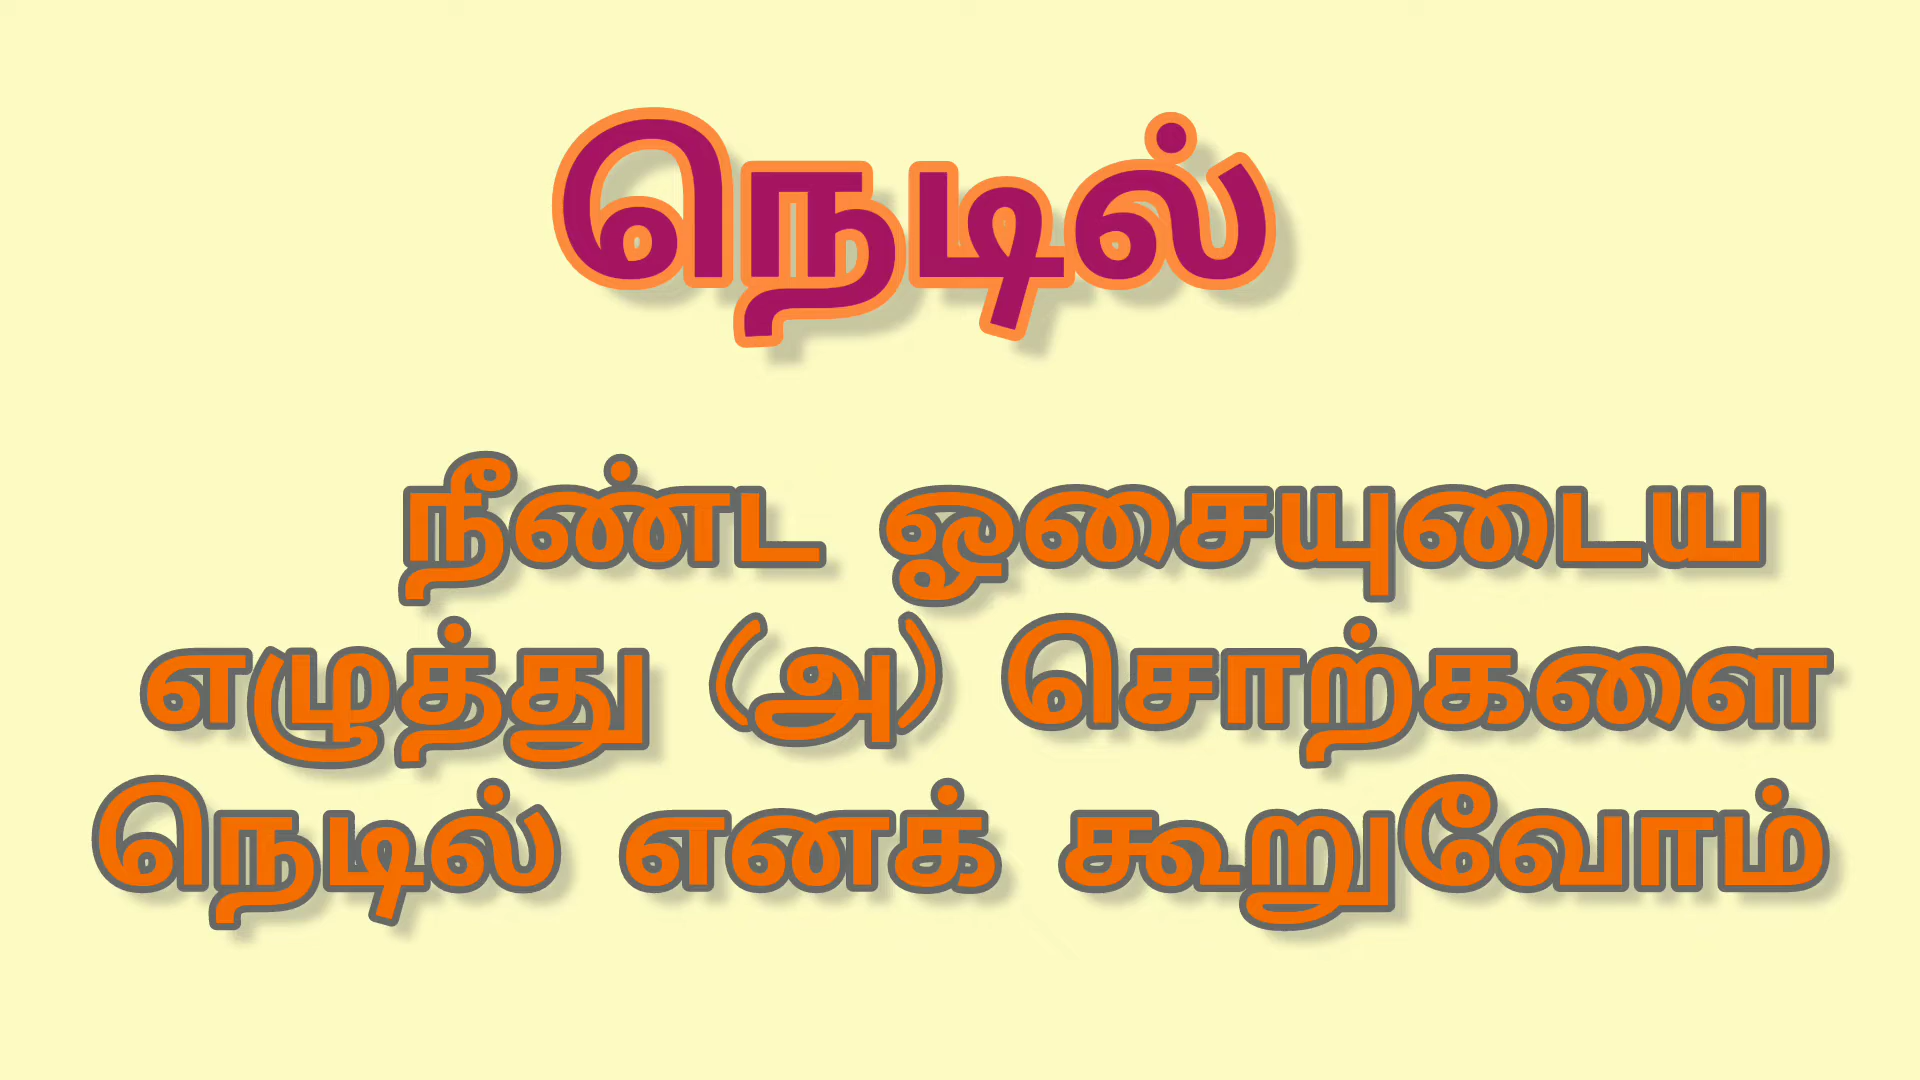 நெடில்
நீண்ட ஓசையுடைய
எழுத்து (அ) சொற்களை
நெடில் எனக் கூறுவோம்